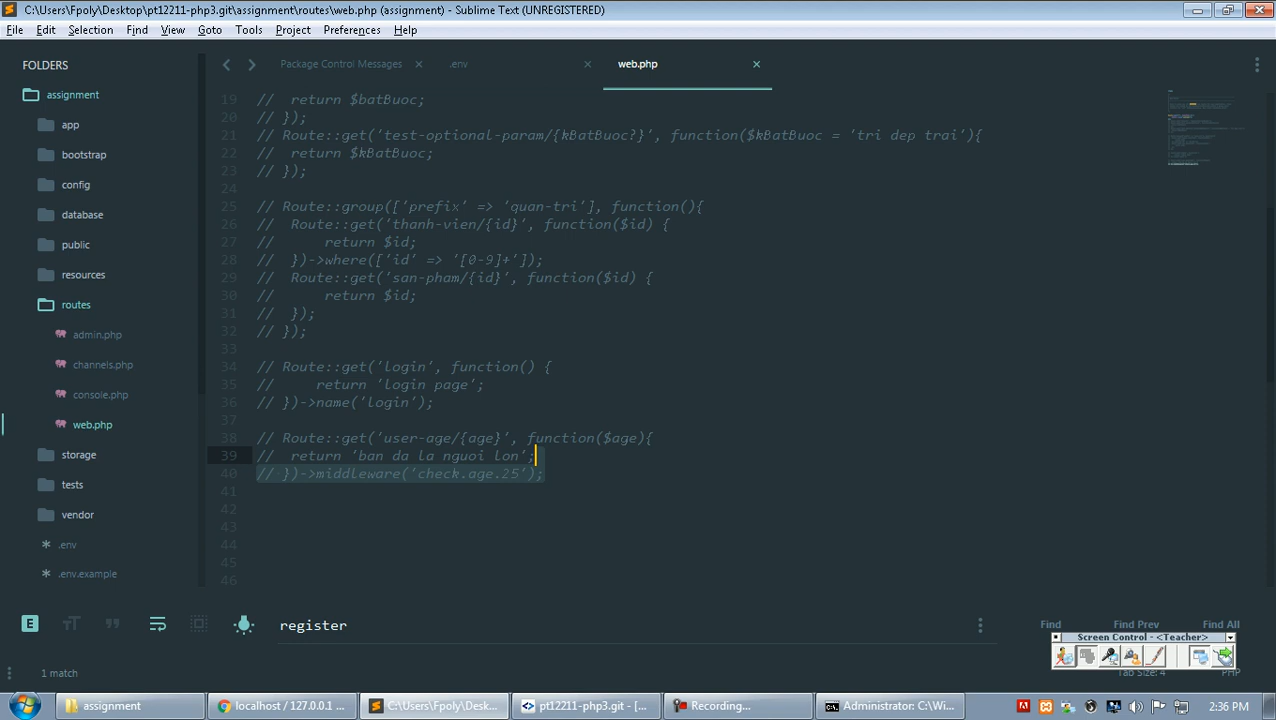 C:\Users\Fpoly\Desktop\pt12211-php3.git\assignment\routes\web.php (assignment) - Sublime Text (UNREGISTERED)
File Edit Selection Find View Goto Tools Project Preferences Help
FOLDERS
assignment
app
bootstrap
config
database
public
resources
routes
admin.php
channels.php
console.php
web.php
storage
tests
vendor
.env
.env.example
Package Control Messages
.env
web.php
19 // return $batBuoc;
20 // });
21 // Route::get('test-optional-param/{kBatBuoc?}', function($kBatBuoc = 'tri dep trai'){
22 // return $kBatBuoc;
23 // });
24
25 // Route::group(['prefix' => 'quan-tri'], function(){
26 // Route::get('thanh-vien/{id}', function($id) {
27 // return $id;
28 // })->where(['id' => '[0-9]+']);
29 // Route::get('san-pham/{id}', function($id) {
30 // return $id;
31 // });
32 // });
33
34 // Route::get('login', function() {
35 // return 'login page';
36 // })->name('login');
37
38 // Route::get('user-age/{age}', function($age){
39 // return 'ban da la nguoi lon';
40 // })->middleware('check.age.25');
41
42
43
44
45
46
register
Find Find Prev Find All
Screen Control - <Teacher>
1 match
Tab Size: 4 PHP
assignment
localhost / 127.0.0.1 ...
C:\Users\Fpoly\Desk...
pt12211-php3.git - [...
Recording...
Administrator: C:\Wi...
2:36 PM